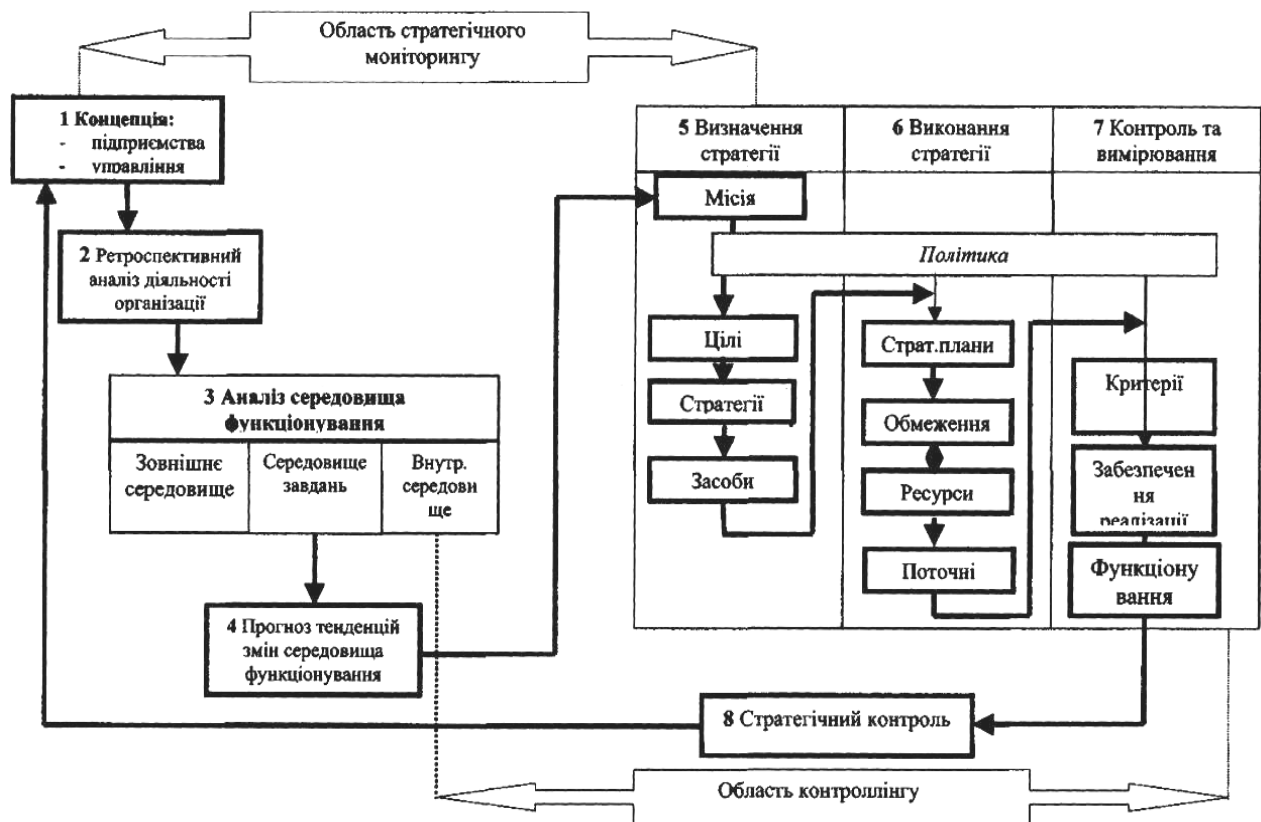 Область стратегічного
моніторингу
1 Концепція:
- підприємства
- управління
2 Ретроспективний
аналіз діяльності
організації
3 Аналіз середовища
функціонування
Зовнішнє
середовище
Середовище
завдань
Внутр.
середови
ще
4 Прогноз тенденцій
змін середовища
функціонування
5 Визначення
стратегії
6 Виконання
стратегії
7 Контроль та
вимірювання
Місія
Політика
Цілі
Стратегії
Засоби
Страт.плани
Обмеження
Ресурси
Поточні
Критерії
Забезпечен
ня
реалізації
Функціону
вання
8 Стратегічний контроль
Область контроллінгу